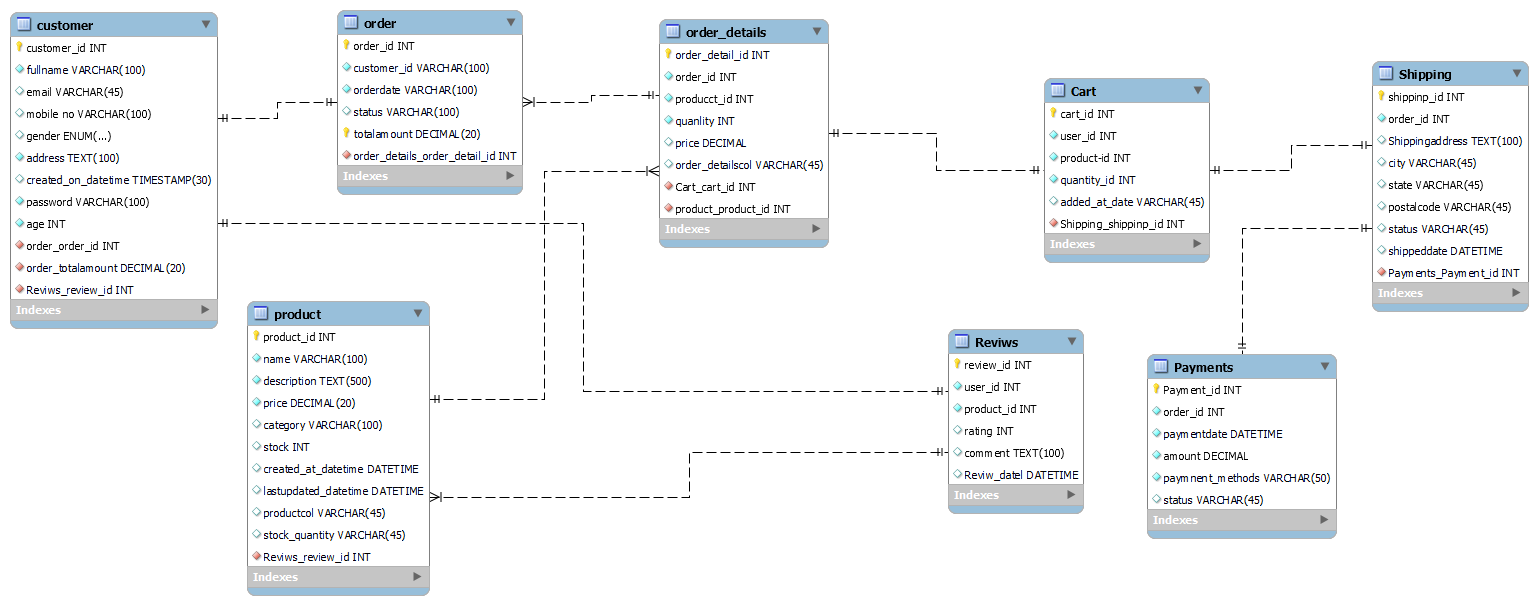 customer
customer_id INT
fullname VARCHAR(100)
email VARCHAR(45)
mobile no VARCHAR(100)
gender ENUM(...)
address TEXT(100)
created_on_datetime TIMESTAMP(30)
password VARCHAR(100)
age INT
order_order_id INT
order_totalamount DECIMAL(20)
Reviws_review_id INT
Indexes
order
order_id INT
customer_id VARCHAR(100)
orderdate VARCHAR(100)
status VARCHAR(100)
totalamount DECIMAL(20)
order_details_order_detail_id INT
Indexes
order_details
order_detail_id INT
order_id INT
producct_id INT
quanlity INT
price DECIMAL
order_detailscol VARCHAR(45)
Cart_cart_id INT
product_product_id INT
Indexes
Cart
cart_id INT
user_id INT
product-id INT
quantity_id INT
added_at_date VARCHAR(45)
Shipping_shippinp_id INT
Indexes
Shipping
shippinp_id INT
order_id INT
Shippingaddress TEXT(100)
city VARCHAR(45)
state VARCHAR(45)
postalcode VARCHAR(45)
status VARCHAR(45)
shippeddate DATETIME
Payments_Payment_id INT
Indexes
product
product_id INT
name VARCHAR(100)
description TEXT(500)
price DECIMAL(20)
category VARCHAR(100)
stock INT
created_at_datetime DATETIME
lastupdated_datetime DATETIME
productcol VARCHAR(45)
stock_quantity VARCHAR(45)
Reviws_review_id INT
Indexes
Reviws
review_id INT
user_id INT
product_id INT
rating INT
comment TEXT(100)
Reviw_datel DATETIME
Indexes
Payments
Payment_id INT
order_id INT
paymentdate DATETIME
amount DECIMAL
paymnent_methods VARCHAR(50)
status VARCHAR(45)
Indexes